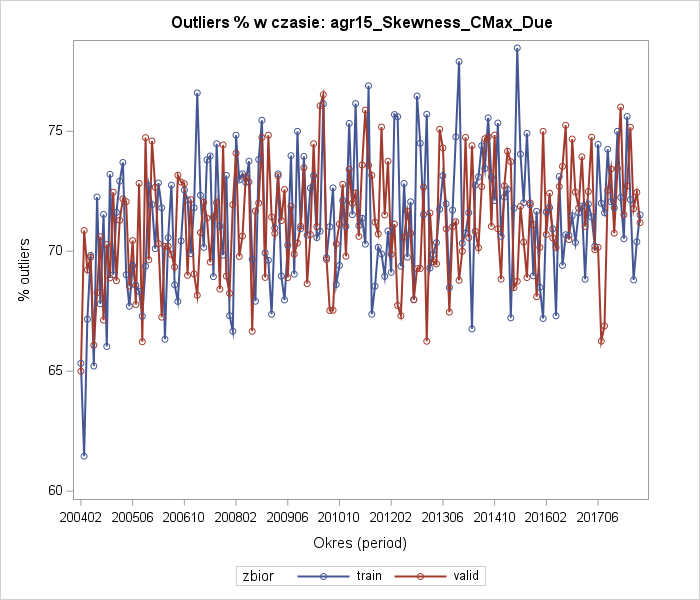 Outliers % w czasie: agr15_Skewness_CMax_Due
% outliers
75
70
65
60
200402 200506 200610 200802 200906 201010 201202 201306 201410 201602 201706
Okres (period)
zbior train valid